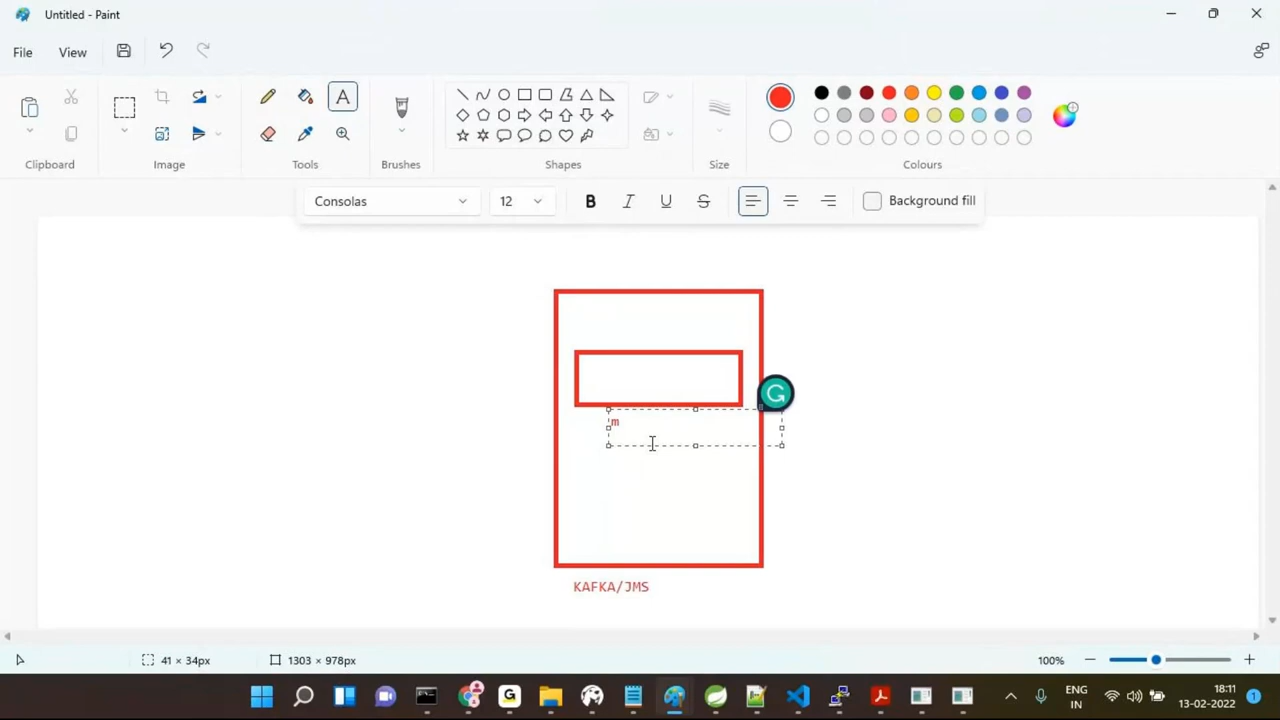 Untitled - Paint
File
View
Clipboard
Image
A
Tools
Brushes
Shapes
Size
Colours
Consolas
12
B
I
U
S
Background fill
m
KAFKA/JMS
41 × 34px
1303 × 978px
100%
ENG
IN
18:11
13-02-2022
1